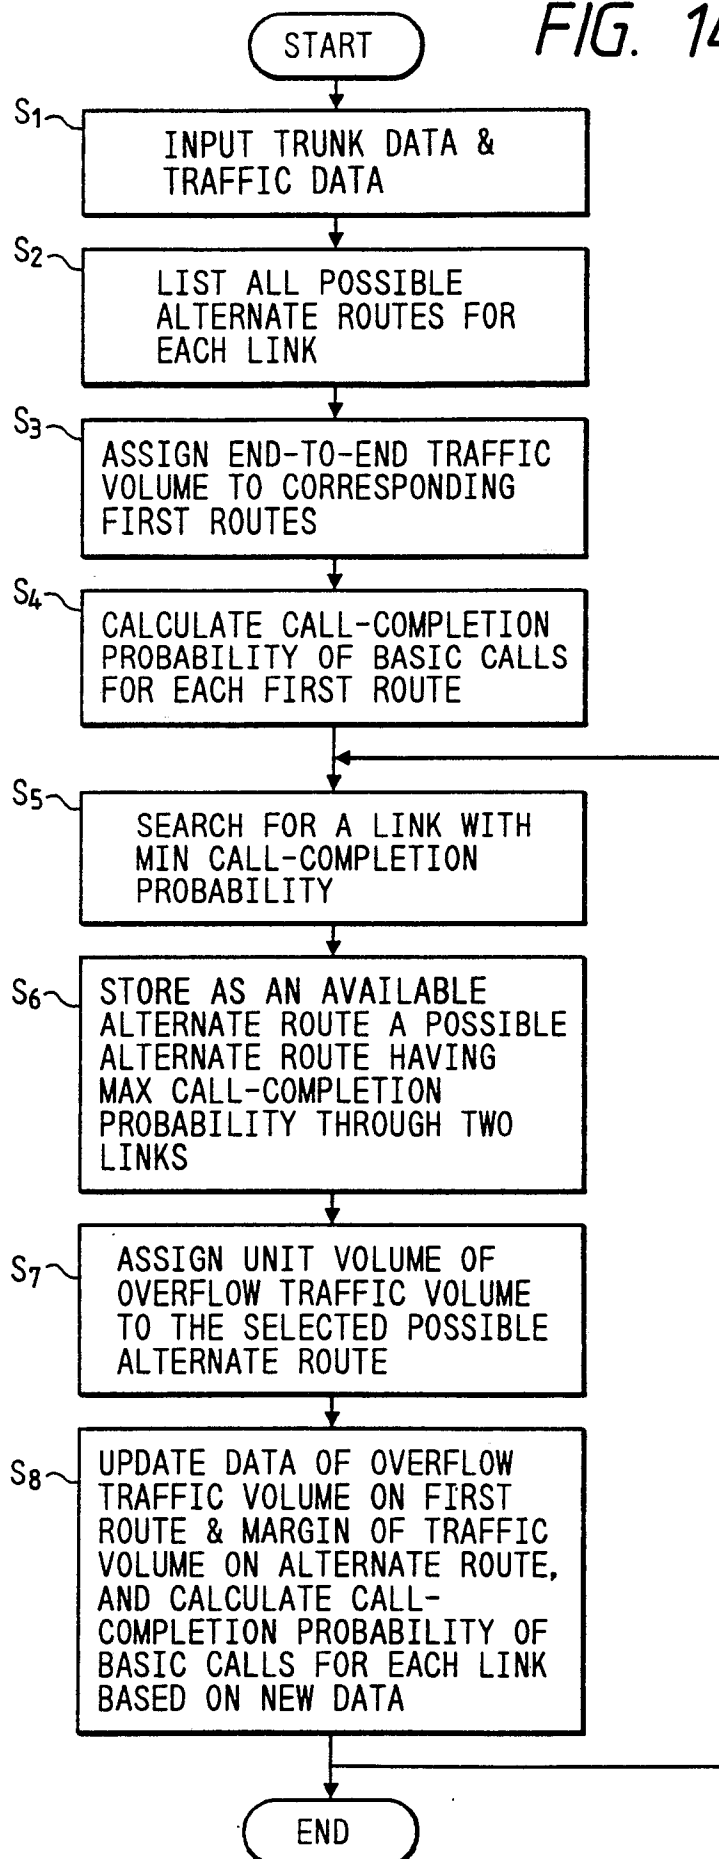 START
FIG. 14
S1
INPUT TRUNK DATA &
TRAFFIC DATA
S2
LIST ALL POSSIBLE
ALTERNATE ROUTES FOR
EACH LINK
S3
ASSIGN END-TO-END TRAFFIC
VOLUME TO CORRESPONDING
FIRST ROUTES
S4
CALCULATE CALL-COMPLETION
PROBABILITY OF BASIC CALLS
FOR EACH FIRST ROUTE
S5
SEARCH FOR A LINK WITH
MIN CALL-COMPLETION
PROBABILITY
S6
STORE AS AN AVAILABLE
ALTERNATE ROUTE A POSSIBLE
ALTERNATE ROUTE HAVING
MAX CALL-COMPLETION
PROBABILITY THROUGH TWO
LINKS
S7
ASSIGN UNIT VOLUME OF
OVERFLOW TRAFFIC VOLUME
TO THE SELECTED POSSIBLE
ALTERNATE ROUTE
S8
UPDATE DATA OF OVERFLOW
TRAFFIC VOLUME ON FIRST
ROUTE & MARGIN OF TRAFFIC
VOLUME ON ALTERNATE ROUTE,
AND CALCULATE CALL-
COMPLETION PROBABILITY OF
BASIC CALLS FOR EACH LINK
BASED ON NEW DATA
END